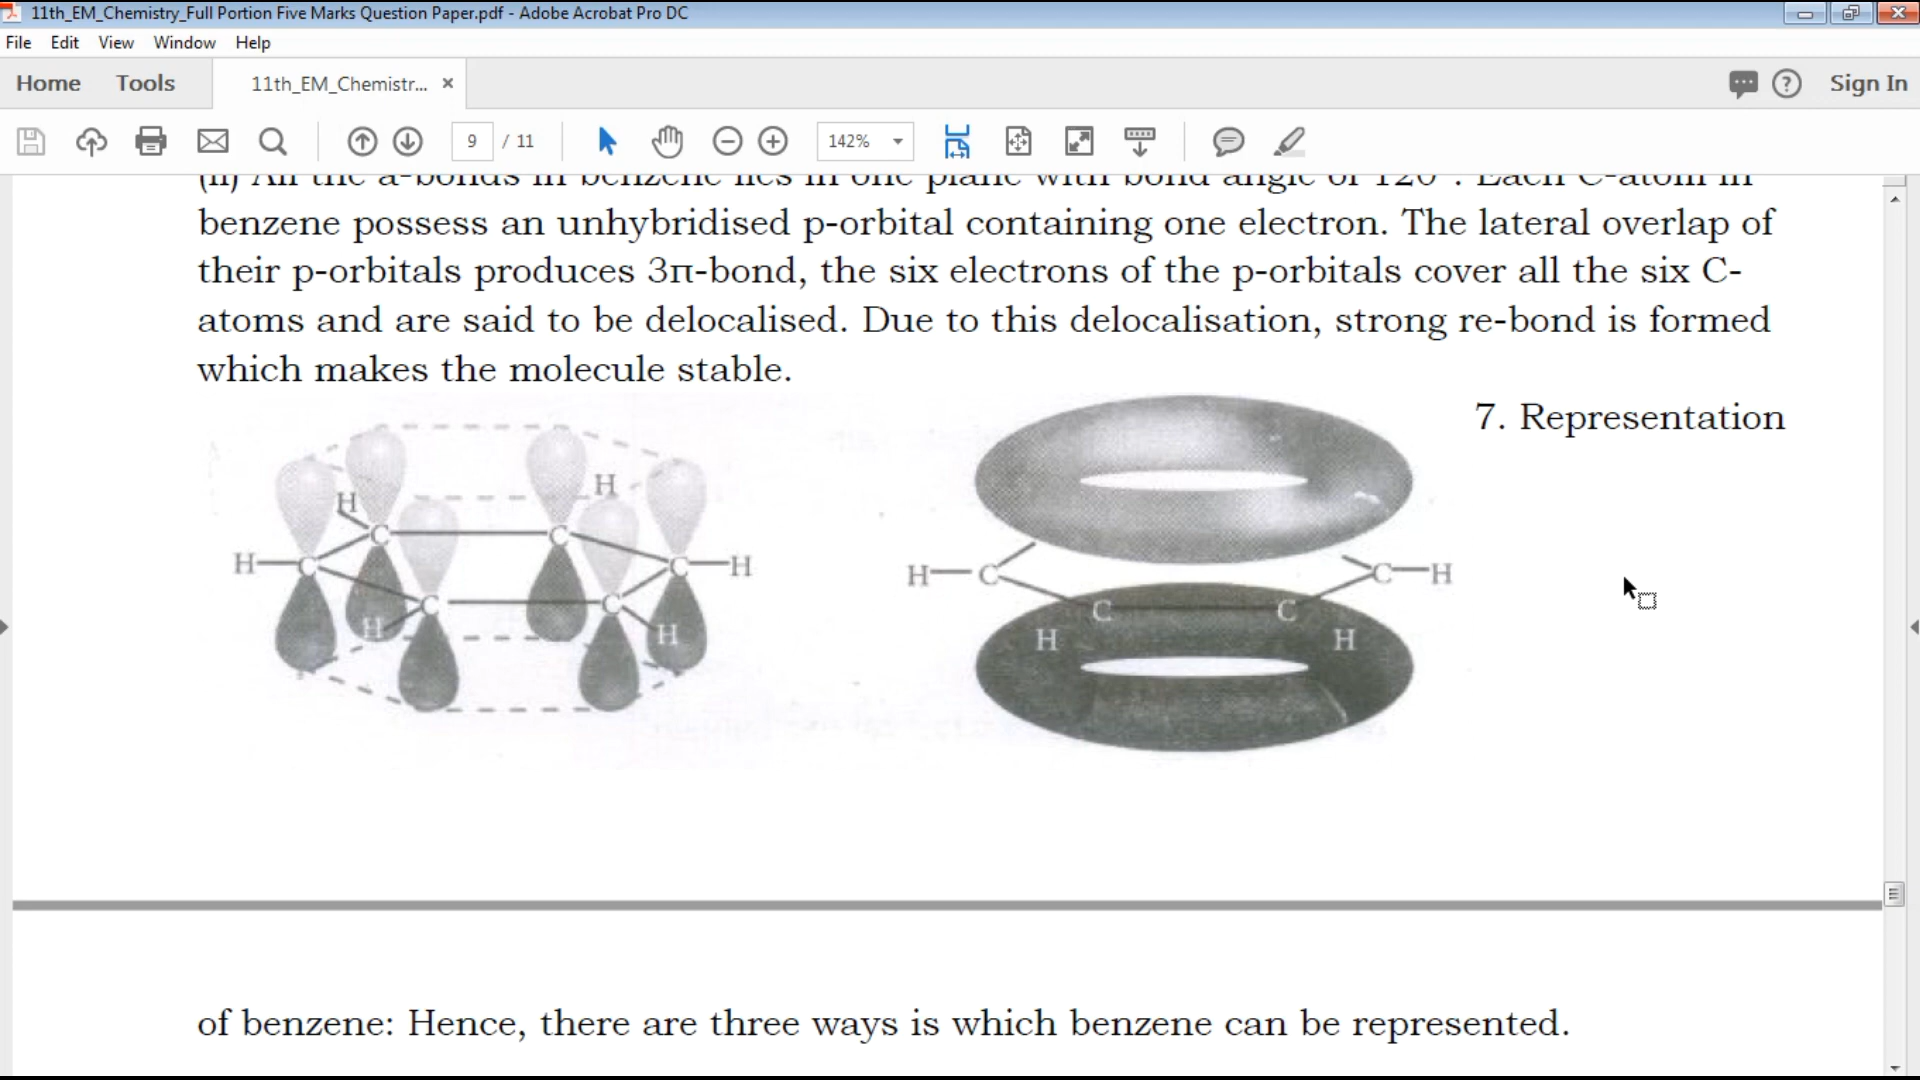 11th_EM_Chemistry_Full Portion Five Marks Question Paper.pdf - Adobe Acrobat Pro DC
File Edit View Window Help
Home Tools 11th_EM_Chemistr... × Sign In
9 / 11 142%
(ii) All the a-bonds in benzene lies in one plane with bond angle of 120°. Each C-atom in
benzene possess an unhybridised p-orbital containing one electron. The lateral overlap of
their p-orbitals produces 3π-bond, the six electrons of the p-orbitals cover all the six C-
atoms and are said to be delocalised. Due to this delocalisation, strong re-bond is formed
which makes the molecule stable.
7. Representation
H H
C C
H C C H
C C
H H
H C C H
C C
H H
of benzene: Hence, there are three ways is which benzene can be represented.